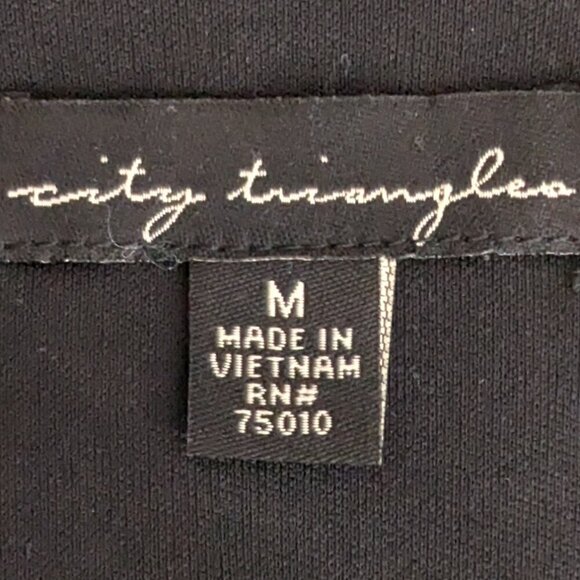 city triangles
M
MADE IN
VIETNAM
RN#
75010